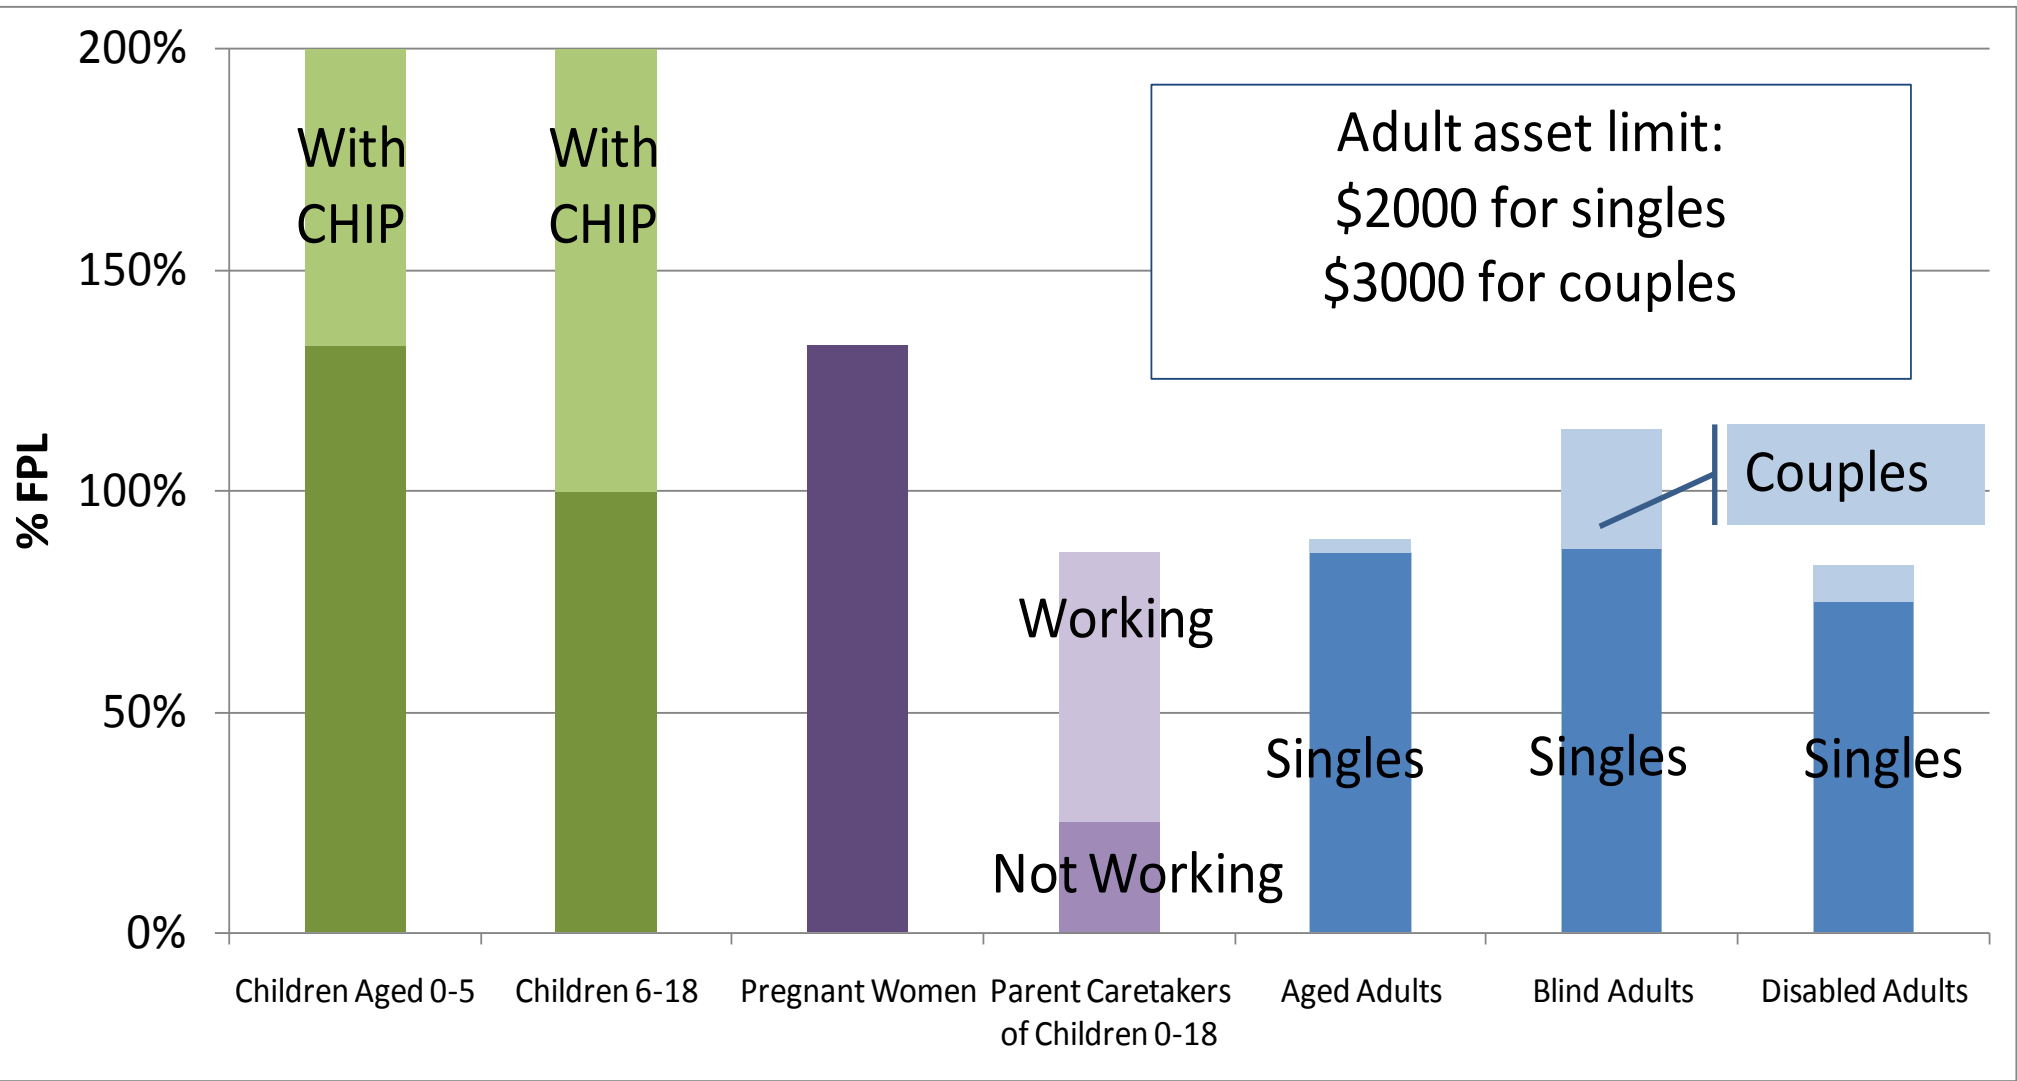 200%
150%
100%
50%
0%
% FPL
With
CHIP
With
CHIP
Adult asset limit:
$2000 for singles
$3000 for couples
Couples
Working
Not Working
Singles
Singles
Singles
Children Aged 0-5
Children 6-18
Pregnant Women
Parent Caretakers
of Children 0-18
Aged Adults
Blind Adults
Disabled Adults